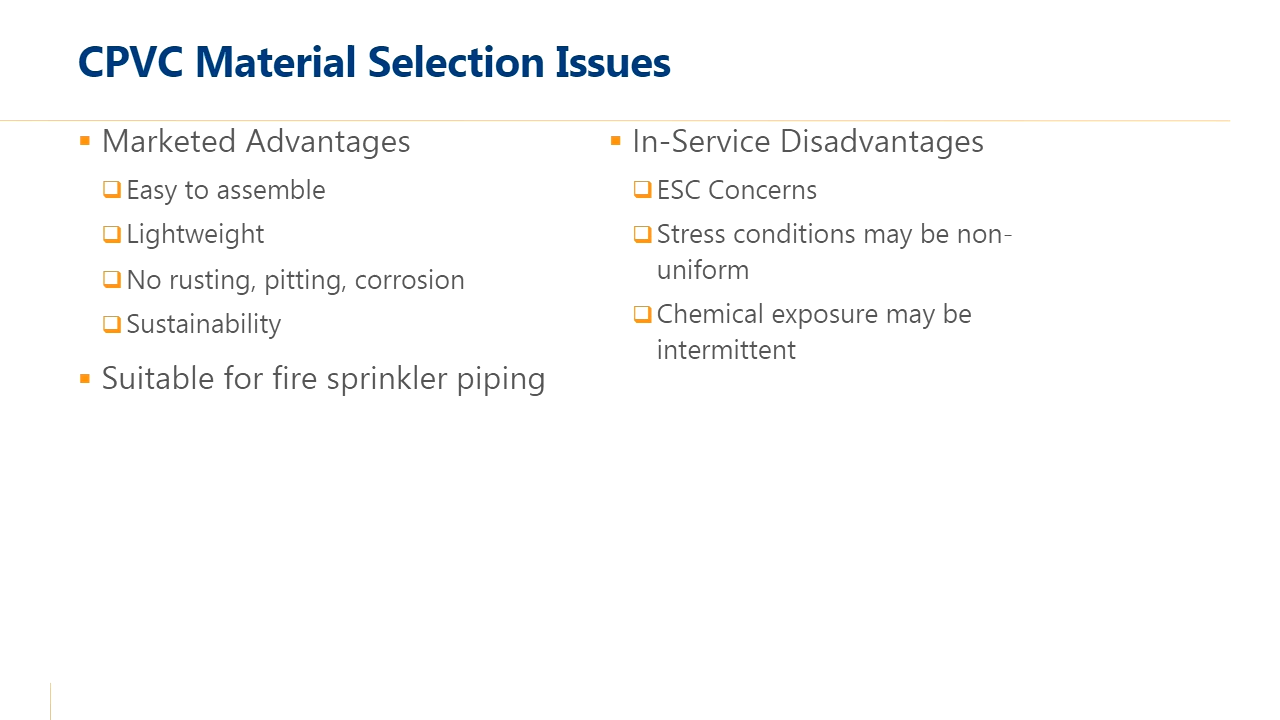 CPVC Material Selection Issues
Marketed Advantages
Easy to assemble
Lightweight
No rusting, pitting, corrosion
Sustainability
Suitable for fire sprinkler piping
In-Service Disadvantages
ESC Concerns
Stress conditions may be non-
uniform
Chemical exposure may be
intermittent